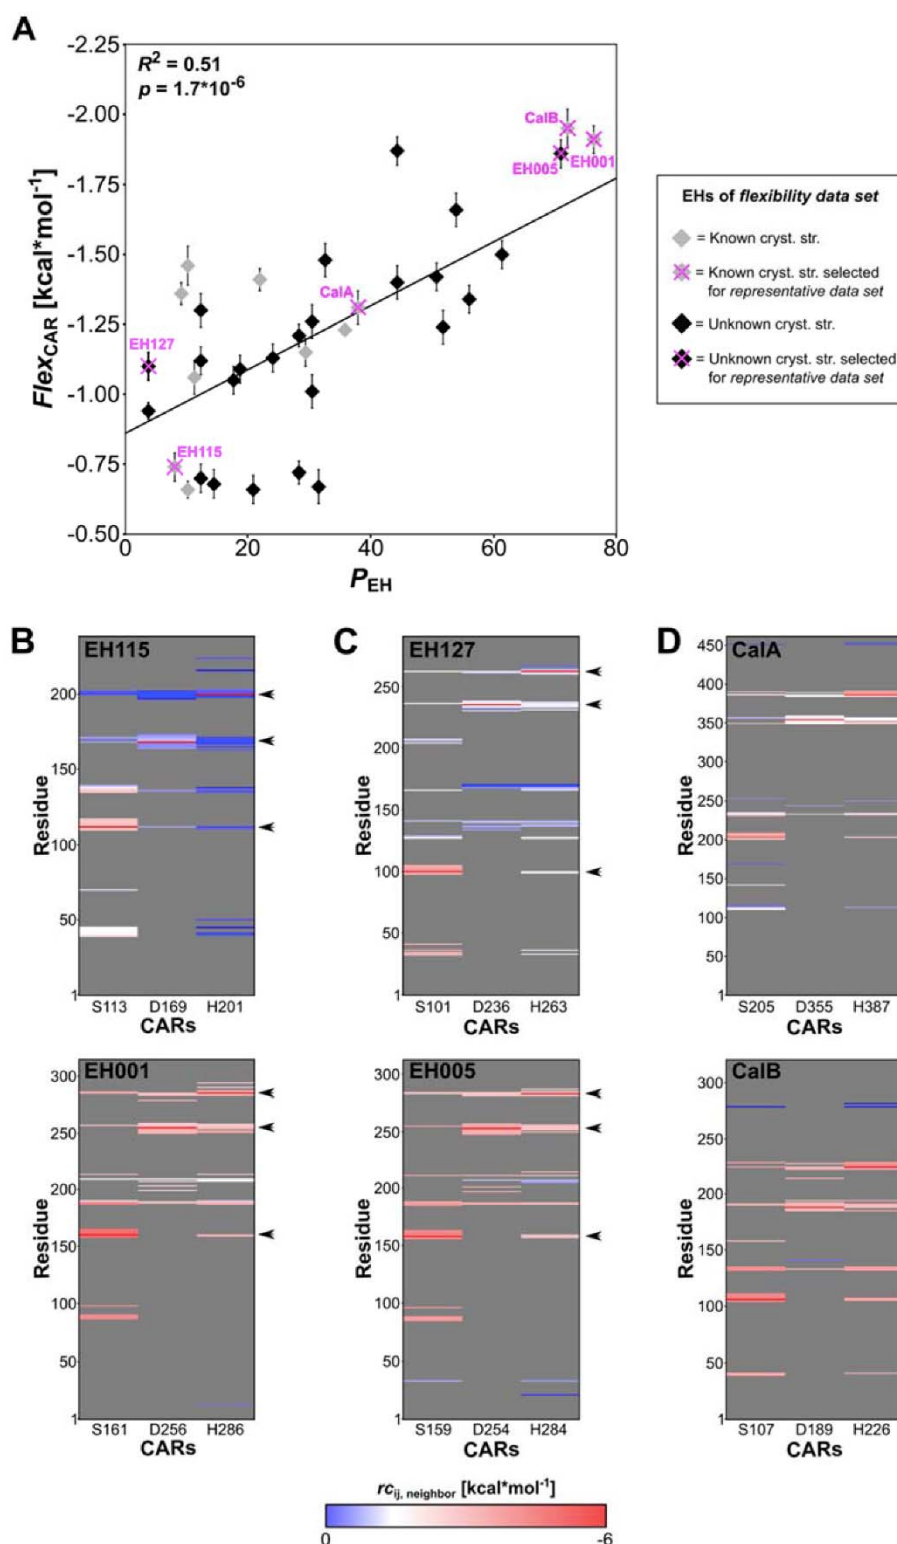 A
R² = 0.51
p = 1.7*10⁻⁶
Flex_CAR [kcal*mol⁻¹]
-2.25
-2.00
-1.75
-1.50
-1.25
-1.00
-0.75
-0.50
0
20
40
60
80
P_EH
CalB
EH005
EH001
CalA
EH127
EH115
EHs of flexibility data set
= Known cryst. str.
= Known cryst. str. selected
for representative data set
= Unknown cryst. str.
= Unknown cryst. str. selected
for representative data set
B
EH115
Residue
200
150
100
50
1
S113 D169 H201
CARs
C
EH127
Residue
250
200
150
100
50
1
S101 D236 H263
CARs
D
CalA
Residue
450
400
350
300
250
200
150
100
50
1
S205 D355 H387
CARs
EH001
Residue
300
250
200
150
100
50
1
S161 D256 H286
CARs
EH005
Residue
300
250
200
150
100
50
1
S159 D254 H284
CARs
CalB
Residue
300
250
200
150
100
50
1
S107 D189 H226
CARs
rc_ij, neighbor [kcal*mol⁻¹]
0
-6